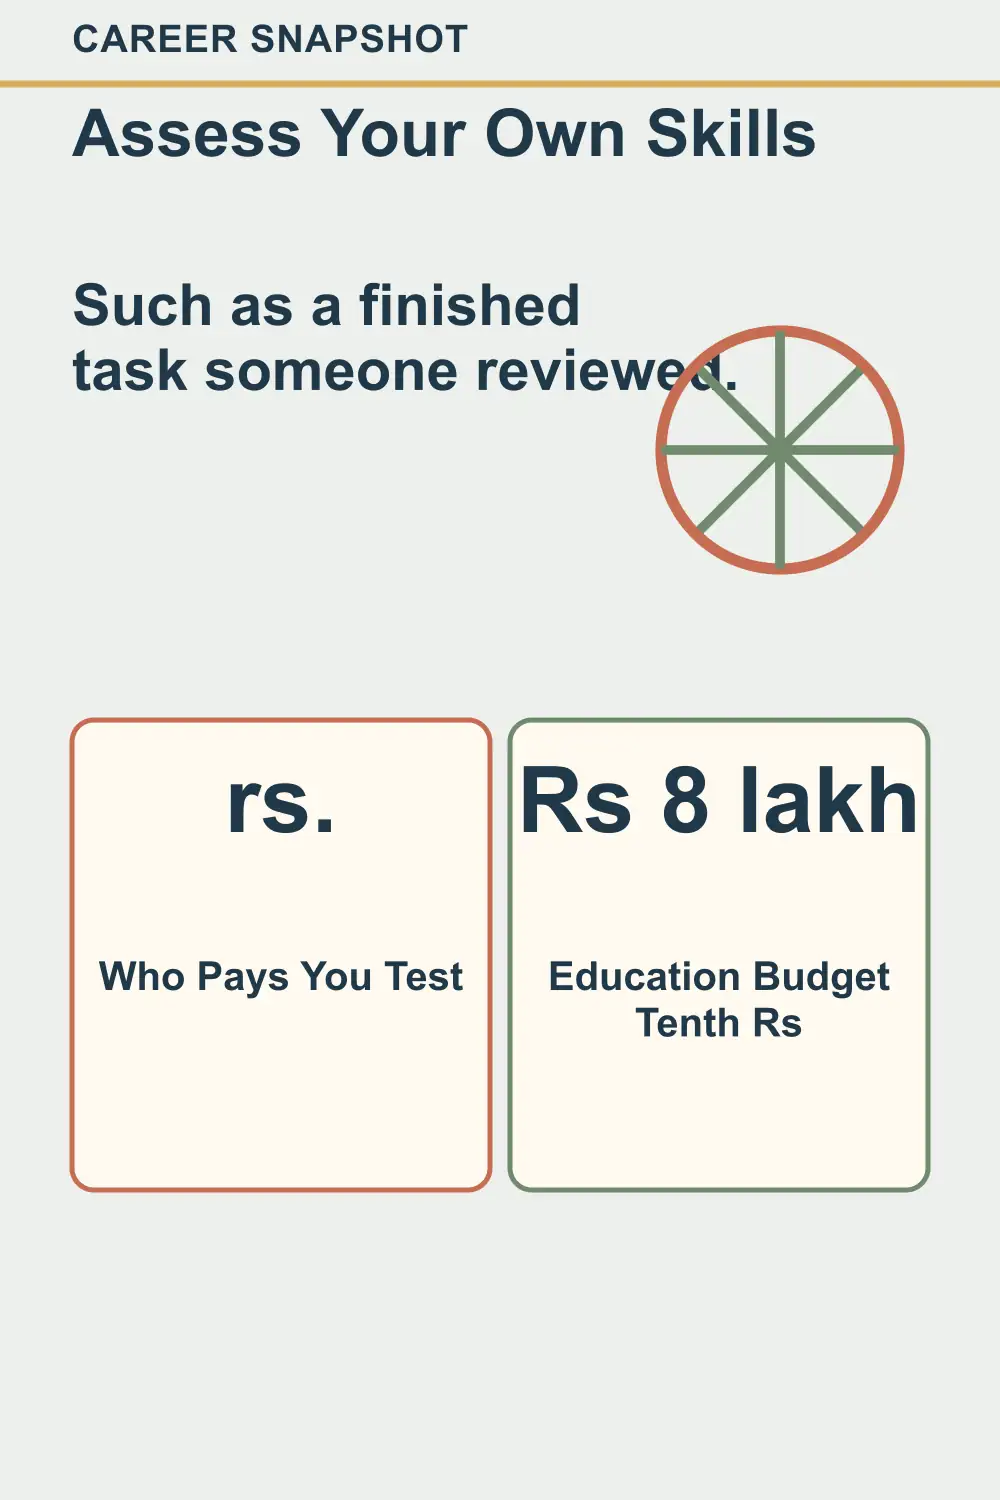 CAREER SNAPSHOT
Assess Your Own Skills
Such as a finished
task someone reviewed.
rs.
Who Pays You Test
Rs 8 lakh
Education Budget
Tenth Rs